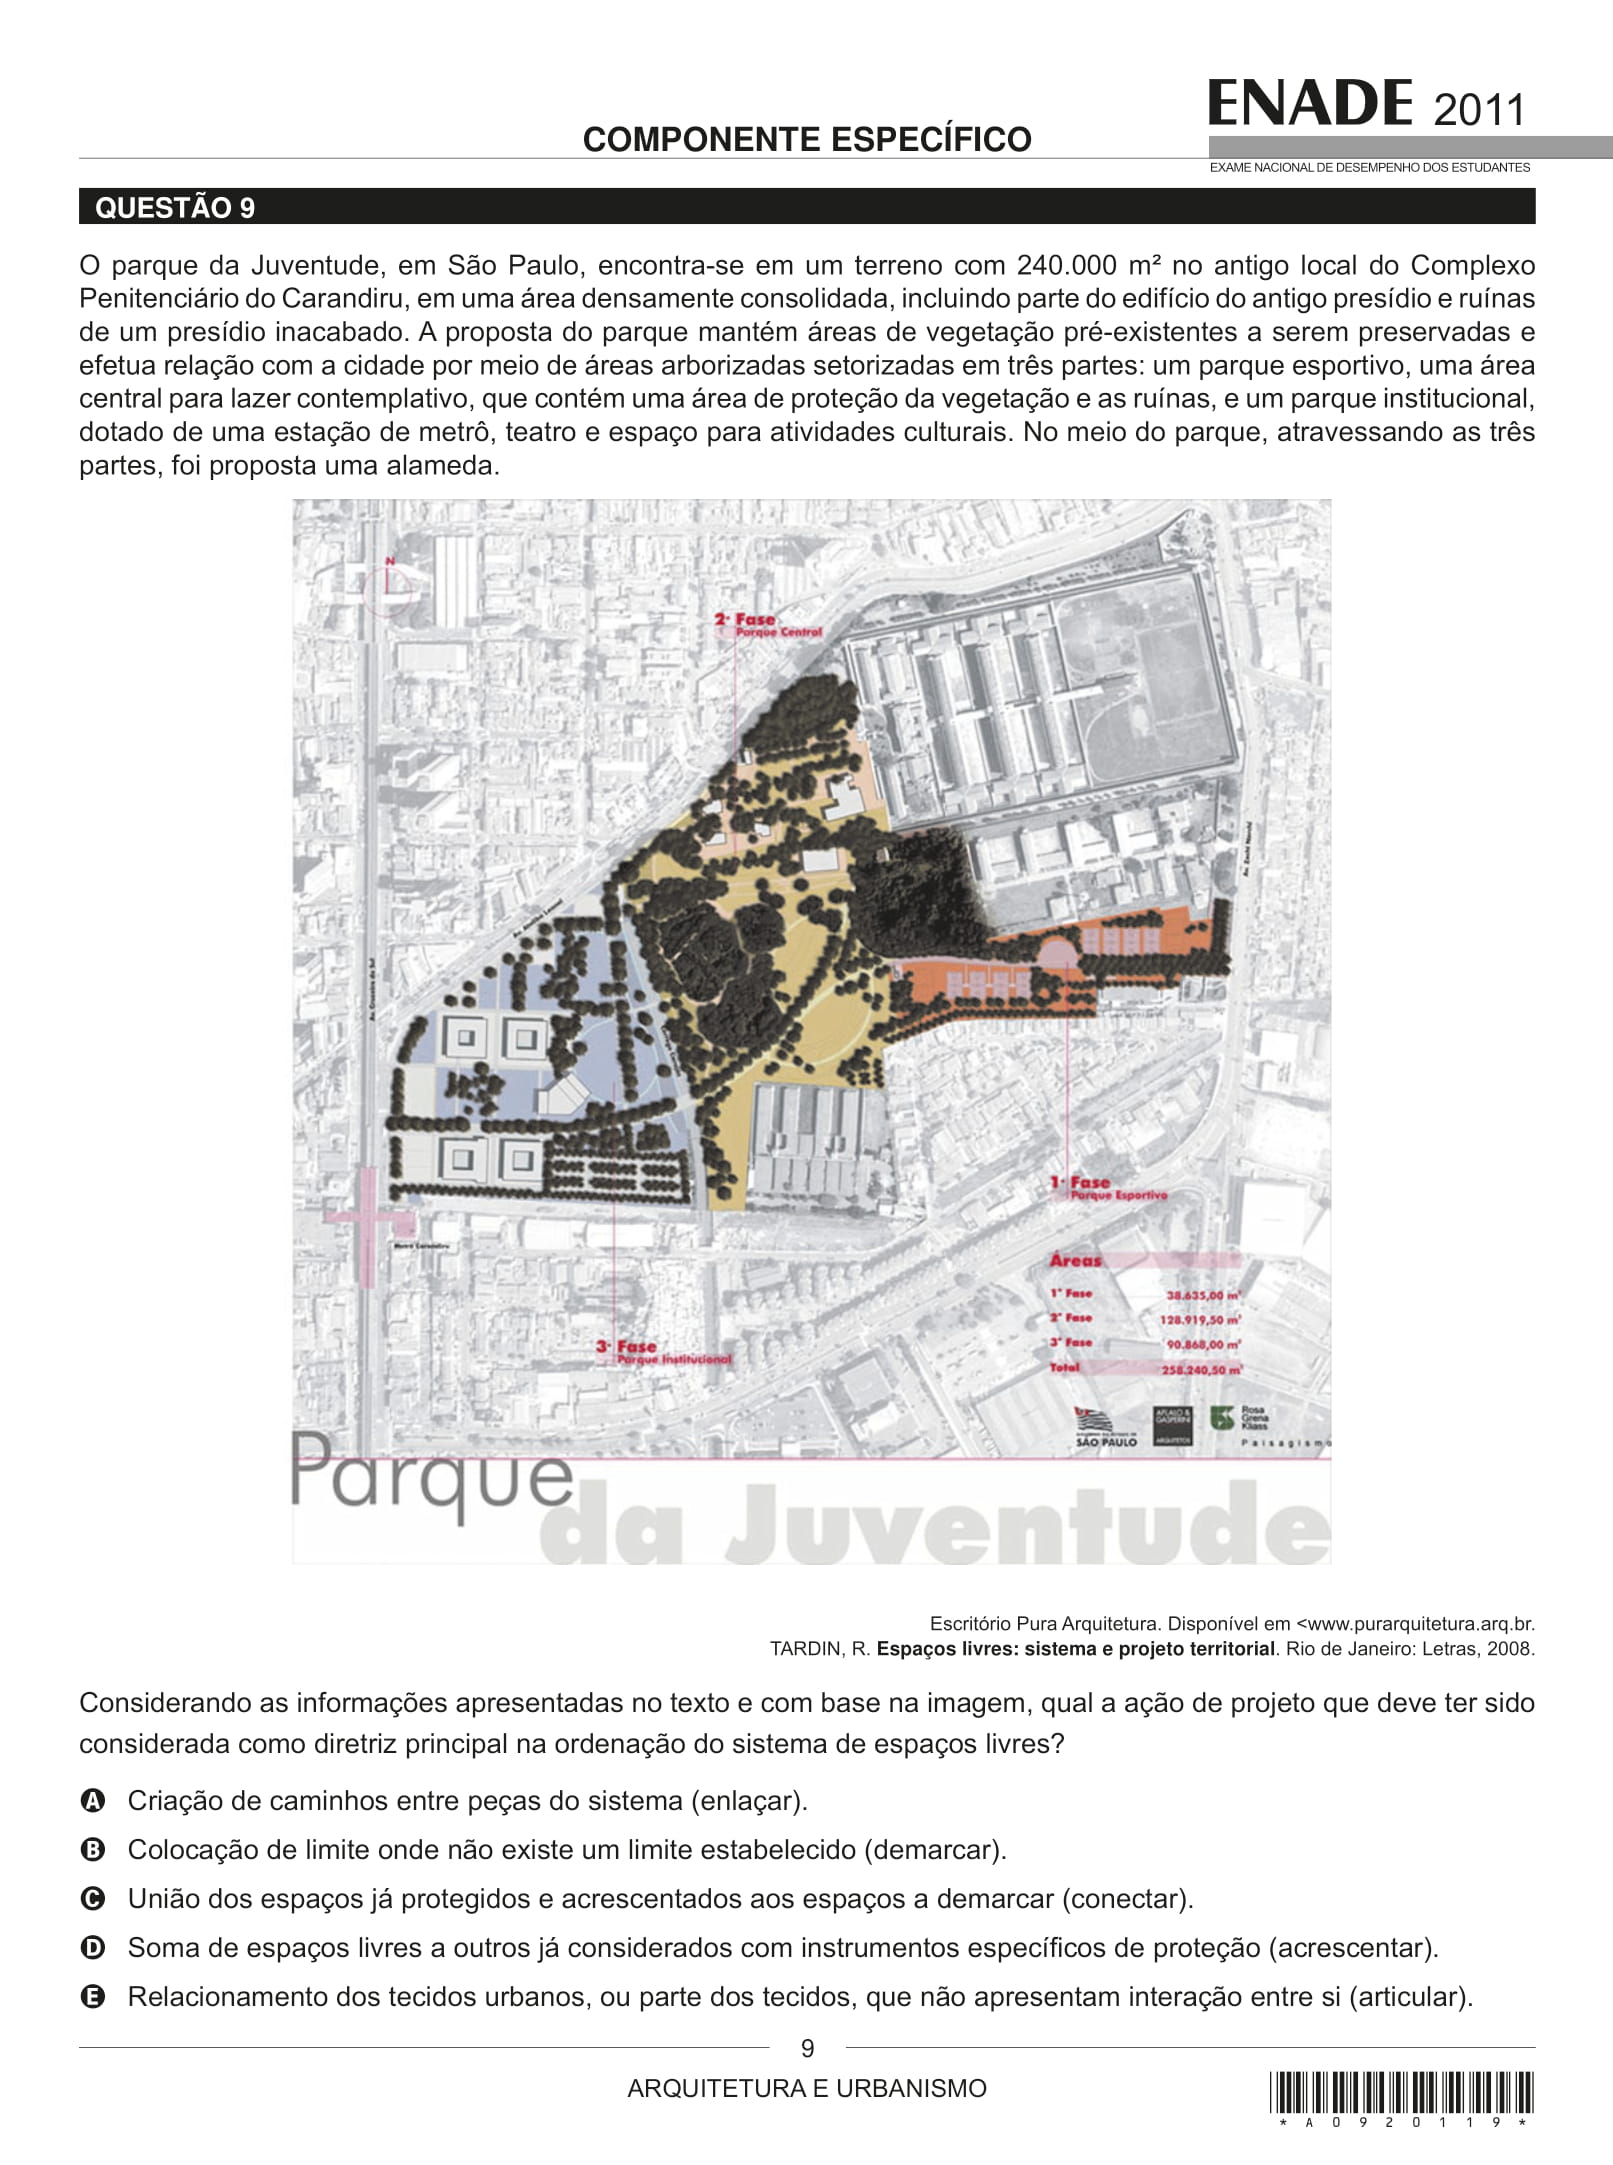 ENADE 2011
COMPONENTE ESPECÍFICO
EXAME NACIONAL DE DESEMPENHO DOS ESTUDANTES
QUESTÃO 9
O parque da Juventude, em São Paulo, encontra-se em um terreno com 240.000 m² no antigo local do Complexo
Penitenciário do Carandiru, em uma área densamente consolidada, incluindo parte do edifício do antigo presídio e ruínas
de um presídio inacabado. A proposta do parque mantém áreas de vegetação pré-existentes a serem preservadas e
efetua relação com a cidade por meio de áreas arborizadas setorizadas em três partes: um parque esportivo, uma área
central para lazer contemplativo, que contém uma área de proteção da vegetação e as ruínas, e um parque institucional,
dotado de uma estação de metrô, teatro e espaço para atividades culturais. No meio do parque, atravessando as três
partes, foi proposta uma alameda.
N
2ª Fase
Parque Central
Av. Zachi Narchi
Av. Ataliba Leonel
Av. Cruzeiro do Sul
1ª Fase
Parque Esportivo
Metrô Carandiru
Áreas
1ª Fase 38.635,00 m²
2ª Fase 128.919,50 m²
3ª Fase 90.868,00 m²
Total 258.240,50 m²
3ª Fase
Parque Institucional
SÃO PAULO
AFLALO &
GASPERINI
ARQUITETOS
Rosa
Grena
Kliass
Paisagismo
Parque
da Juventude
Escritório Pura Arquitetura. Disponível em <www.purarquitetura.arq.br.
TARDIN, R. Espaços livres: sistema e projeto territorial. Rio de Janeiro: Letras, 2008.
Considerando as informações apresentadas no texto e com base na imagem, qual a ação de projeto que deve ter sido
considerada como diretriz principal na ordenação do sistema de espaços livres?
A Criação de caminhos entre peças do sistema (enlaçar).
B Colocação de limite onde não existe um limite estabelecido (demarcar).
C União dos espaços já protegidos e acrescentados aos espaços a demarcar (conectar).
D Soma de espaços livres a outros já considerados com instrumentos específicos de proteção (acrescentar).
E Relacionamento dos tecidos urbanos, ou parte dos tecidos, que não apresentam interação entre si (articular).
9
ARQUITETURA E URBANISMO
*A0920119*